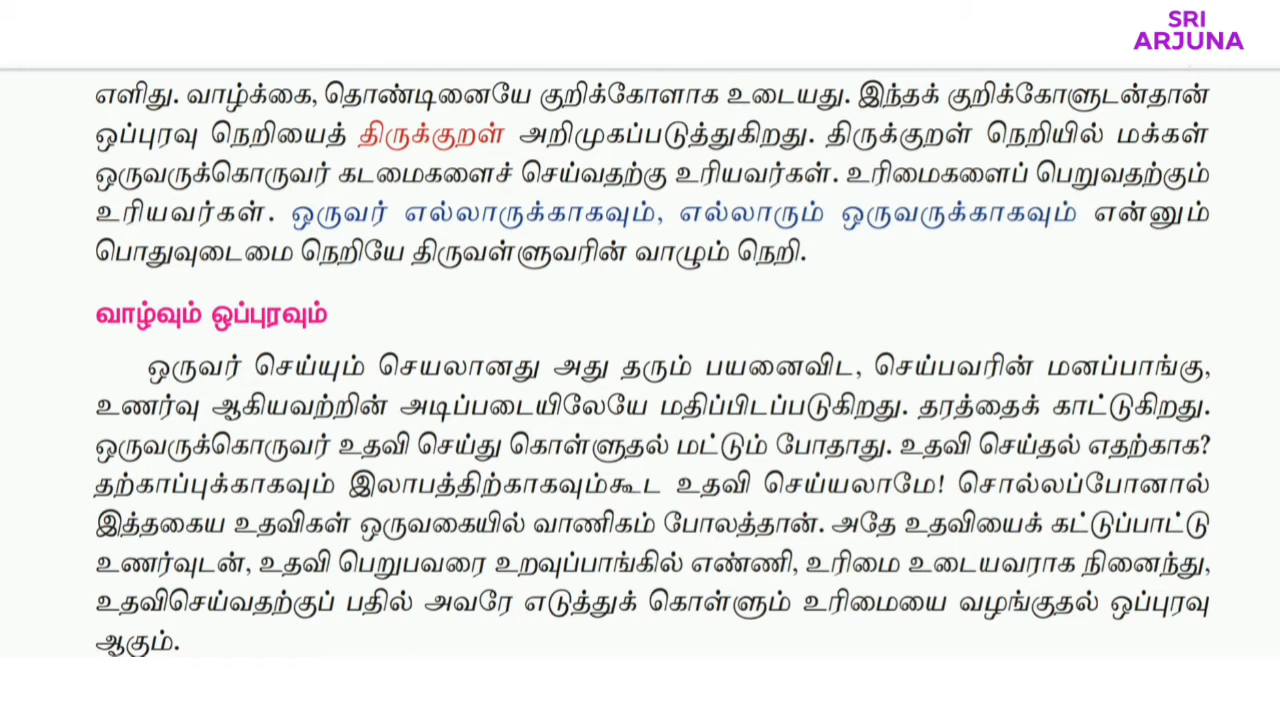 SRI
ARJUNA
எளிது. வாழ்க்கை, தொண்டினையே குறிக்கோளாக உடையது. இந்தக் குறிக்கோளுடன்தான்
ஒப்புரவு நெறியைத் திருக்குறள் அறிமுகப்படுத்துகிறது. திருக்குறள் நெறியில் மக்கள்
ஒருவருக்கொருவர் கடமைகளைச் செய்வதற்கு உரியவர்கள். உரிமைகளைப் பெறுவதற்கும்
உரியவர்கள். ஒருவர் எல்லாருக்காகவும், எல்லாரும் ஒருவருக்காகவும் என்னும்
பொதுவுடைமை நெறியே திருவள்ளுவரின் வாழும் நெறி.
வாழ்வும் ஒப்புரவும்
ஒருவர் செய்யும் செயலானது அது தரும் பயனைவிட, செய்பவரின் மனப்பாங்கு,
உணர்வு ஆகியவற்றின் அடிப்படையிலேயே மதிப்பிடப்படுகிறது. தரத்தைக் காட்டுகிறது.
ஒருவருக்கொருவர் உதவி செய்து கொள்ளுதல் மட்டும் போதாது. உதவி செய்தல் எதற்காக?
தற்காப்புக்காகவும் இலாபத்திற்காகவும்கூட உதவி செய்யலாமே! சொல்லப்போனால்
இத்தகைய உதவிகள் ஒருவகையில் வாணிகம் போலத்தான். அதே உதவியைக் கட்டுப்பாட்டு
உணர்வுடன், உதவி பெறுபவரை உறவுப்பாங்கில் எண்ணி, உரிமை உடையவராக நினைந்து,
உதவிசெய்வதற்குப் பதில் அவரே எடுத்துக் கொள்ளும் உரிமையை வழங்குதல் ஒப்புரவு
ஆகும்.